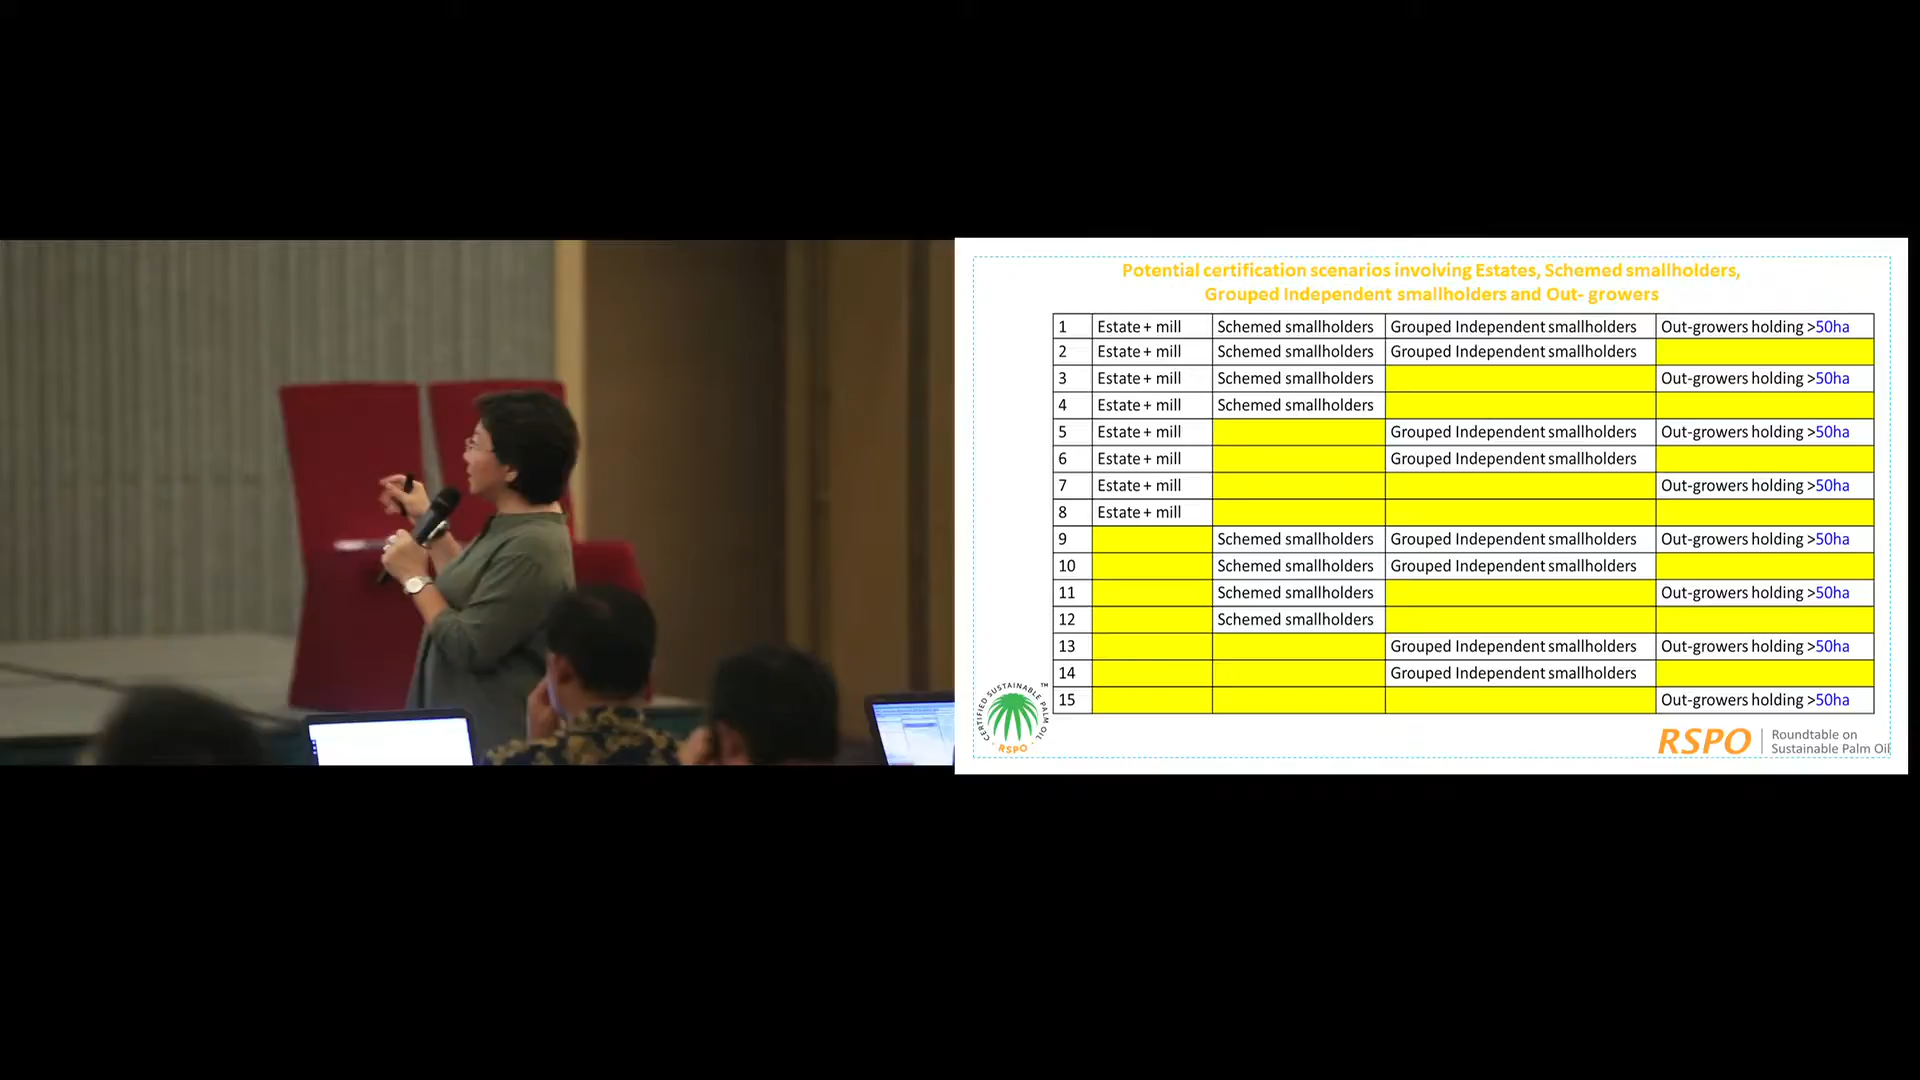 Potential certification scenarios involving Estates, Schemed smallholders,
Grouped Independent smallholders and Out- growers
1 Estate + mill Schemed smallholders Grouped Independent smallholders Out-growers holding >50ha
2 Estate + mill Schemed smallholders Grouped Independent smallholders
3 Estate + mill Schemed smallholders Out-growers holding >50ha
4 Estate + mill Schemed smallholders
5 Estate + mill Grouped Independent smallholders Out-growers holding >50ha
6 Estate + mill Grouped Independent smallholders
7 Estate + mill Out-growers holding >50ha
8 Estate + mill
9 Schemed smallholders Grouped Independent smallholders Out-growers holding >50ha
10 Schemed smallholders Grouped Independent smallholders
11 Schemed smallholders Out-growers holding >50ha
12 Schemed smallholders
13 Grouped Independent smallholders Out-growers holding >50ha
14 Grouped Independent smallholders
15 Out-growers holding >50ha
CERTIFIED SUSTAINABLE PALM OIL ™
RSPO
RSPO
Roundtable on
Sustainable Palm Oil